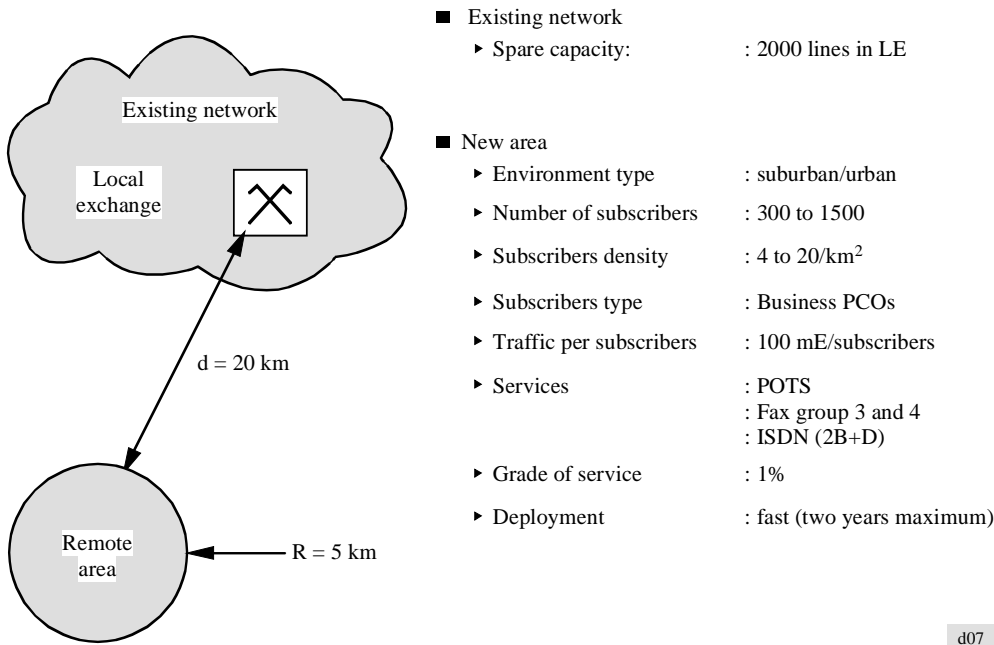 Existing network
Local
exchange
d = 20 km
Remote
area
R = 5 km
■ Existing network
▶ Spare capacity: : 2000 lines in LE
■ New area
▶ Environment type : suburban/urban
▶ Number of subscribers : 300 to 1500
▶ Subscribers density : 4 to 20/km²
▶ Subscribers type : Business PCOs
▶ Traffic per subscribers : 100 mE/subscribers
▶ Services : POTS
: Fax group 3 and 4
: ISDN (2B+D)
▶ Grade of service : 1%
▶ Deployment : fast (two years maximum)
d07